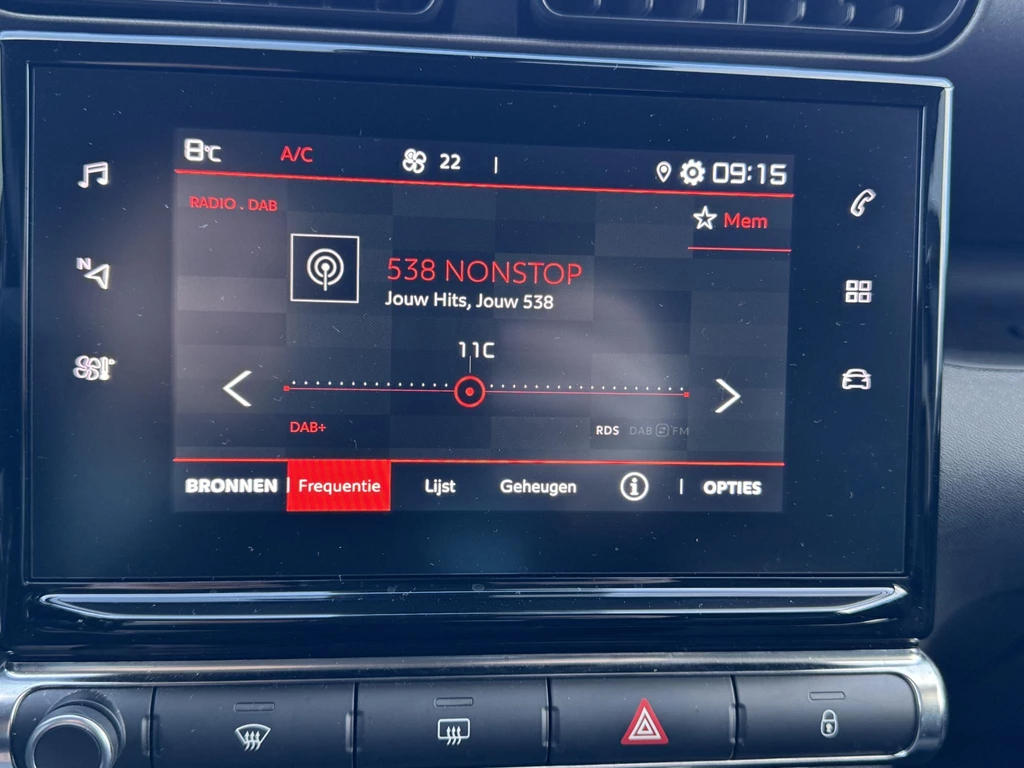 8°C A/C 22 | 09:15
RADIO . DAB
Mem
538 NONSTOP
Jouw Hits, Jouw 538
11C
N
DAB+
RDS DAB FM
BRONNEN | Frequentie Lijst Geheugen i | OPTIES